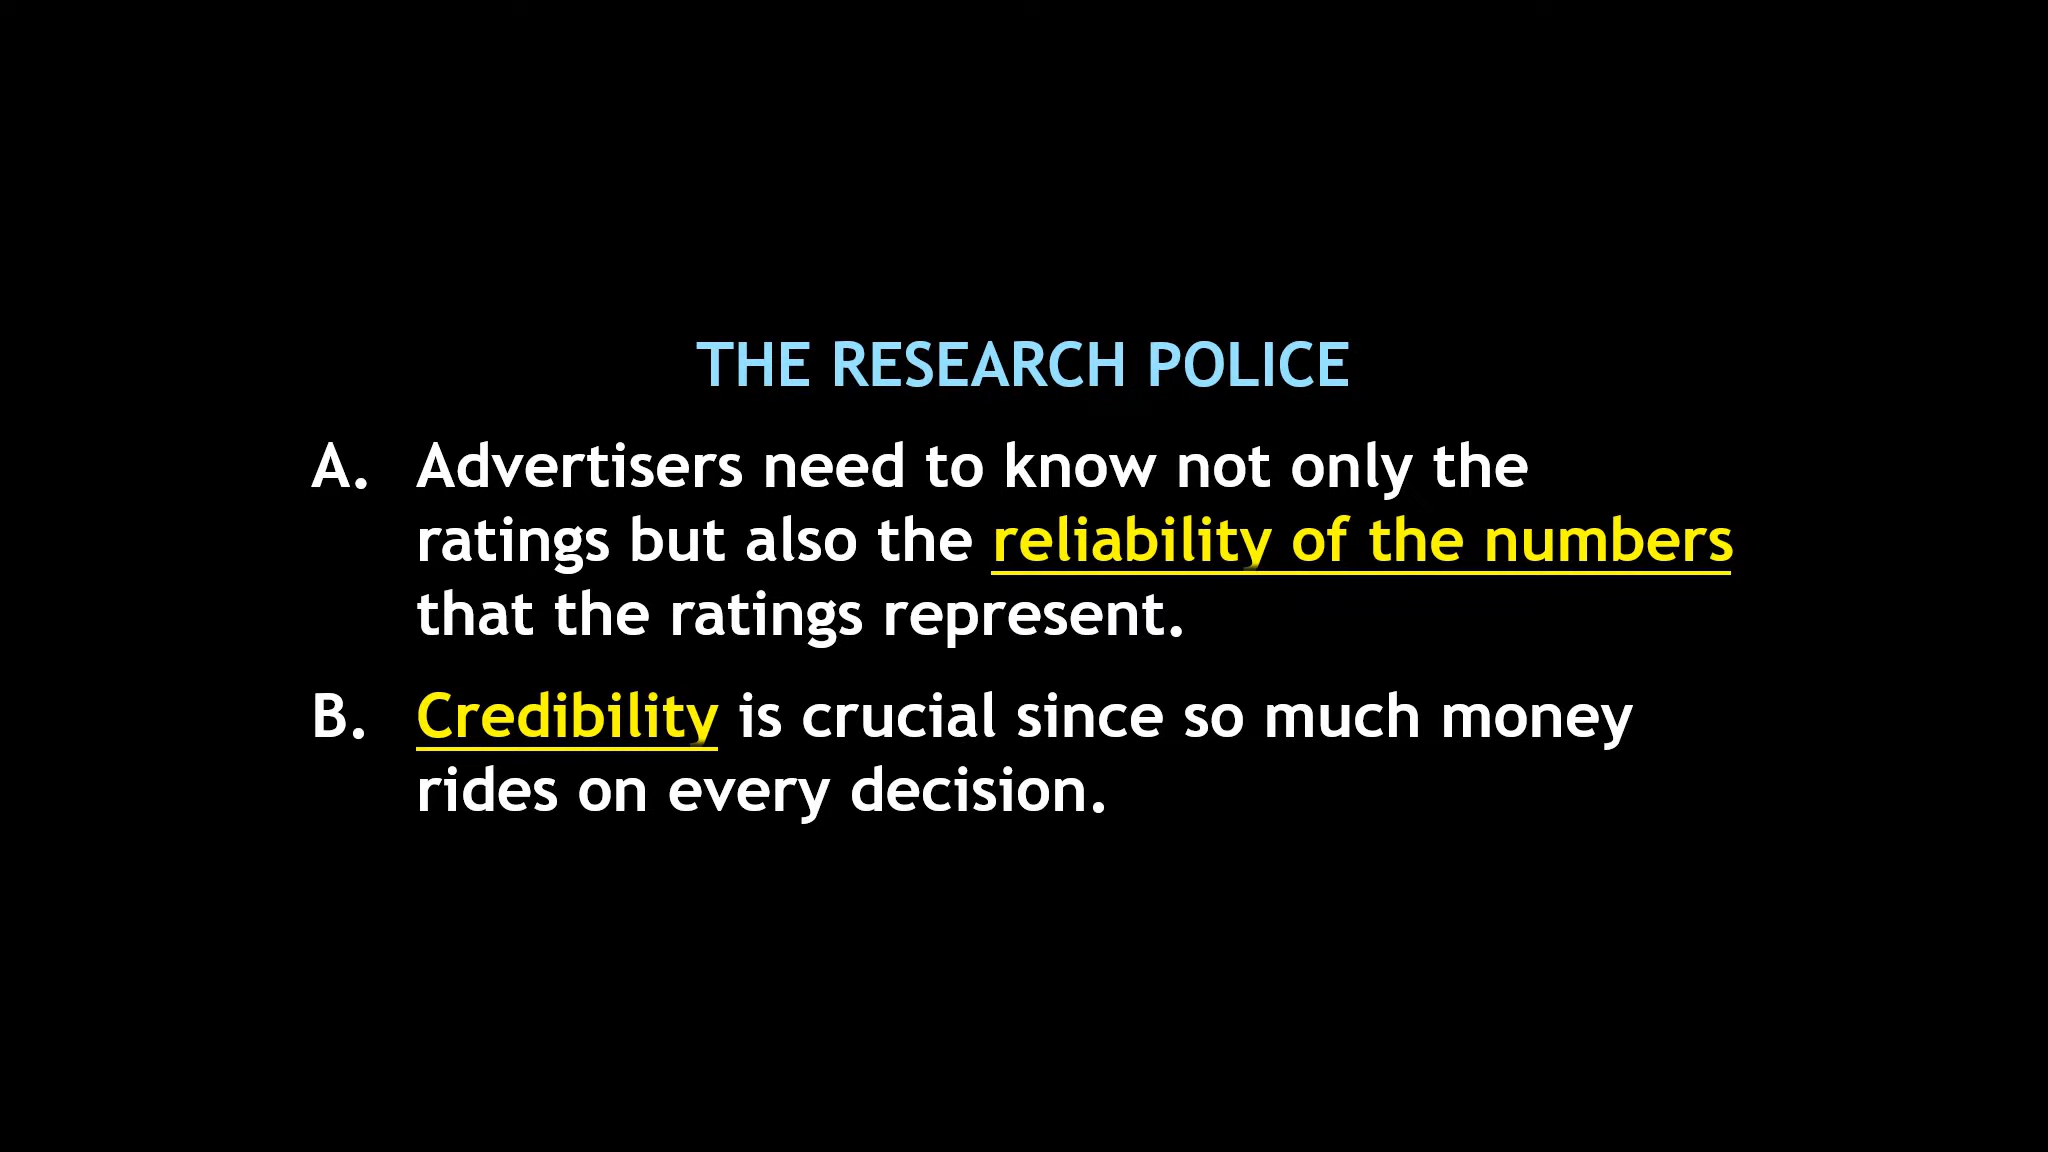 THE RESEARCH POLICE
A. Advertisers need to know not only the
ratings but also the reliability of the numbers
that the ratings represent.
B. Credibility is crucial since so much money
rides on every decision.